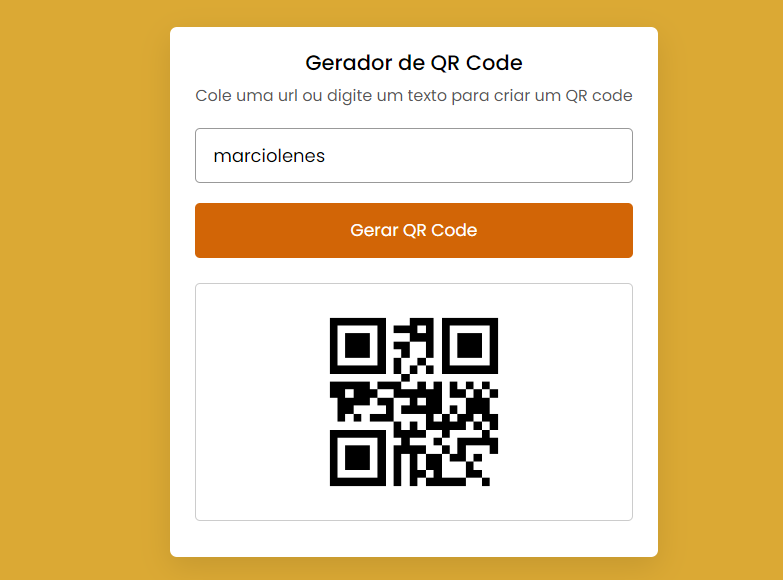 Gerador de QR Code
Cole uma url ou digite um texto para criar um QR code
marciolenes
Gerar QR Code